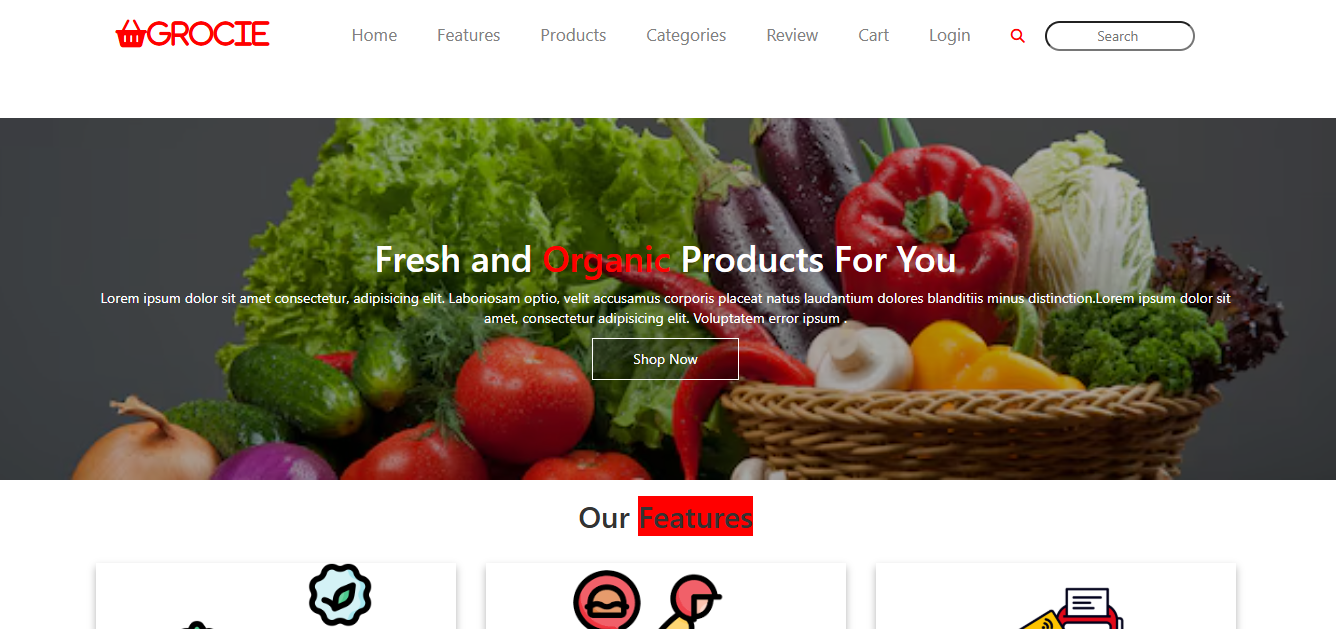 GROCIE Home Features Products Categories Review Cart Login Search
Fresh and Organic Products For You
Lorem ipsum dolor sit amet consectetur, adipisicing elit. Laboriosam optio, velit accusamus corporis placeat natus laudantium dolores blanditiis minus distinction.Lorem ipsum dolor sit
amet, consectetur adipisicing elit. Voluptatem error ipsum .
Shop Now
Our Features